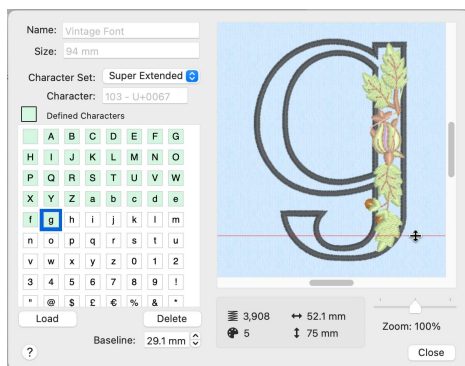 Name: Vintage Font
Size: 94 mm
Character Set: Super Extended
Character: 103 – U+0067
Defined Characters
A B C D E F G
H I J K L M N O
P Q R S T U V W
X Y Z a b c d e
f g h i j k l m
n o p q r s t u
v w x y z 0 1 2
3 4 5 6 7 8 9 !
" @ $ £ € % & *
Load Delete
Baseline: 29.1 mm
?
g
3,908 52.1 mm
5 75 mm
Zoom: 100%
Close